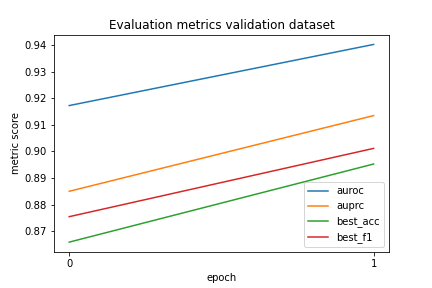 Evaluation metrics validation dataset
metric score
0.94
0.93
0.92
0.91
0.90
0.89
0.88
0.87
auroc
auprc
best_acc
best_f1
0 1
epoch